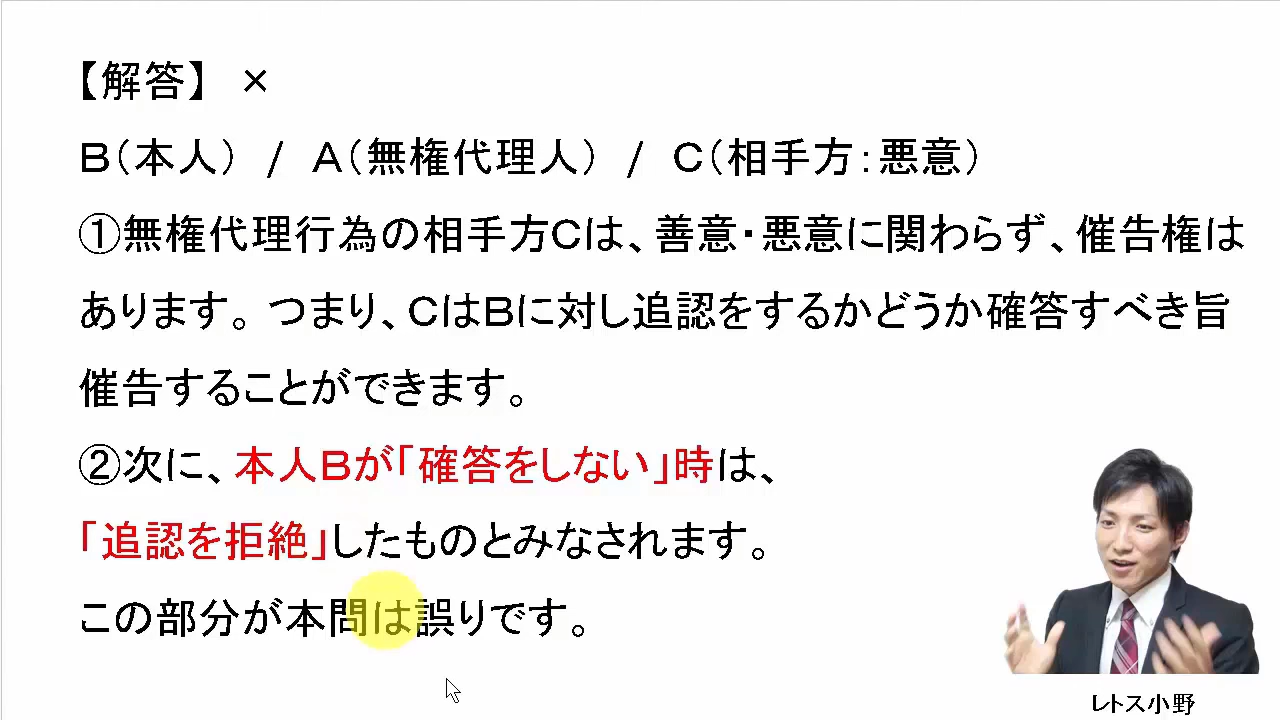 【解答】 ×
B（本人） / A（無権代理人） / C（相手方：悪意）
①無権代理行為の相手方Cは、善意・悪意に関わらず、催告権は
あります。つまり、CはBに対し追認をするかどうか確答すべき旨
催告することができます。
②次に、本人Bが「確答をしない」時は、
「追認を拒絶」したものとみなされます。
この部分が本問は誤りです。
レトス小野